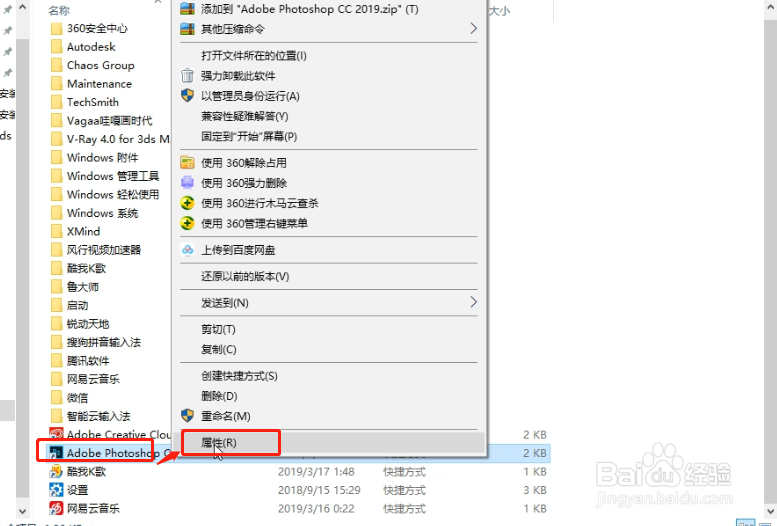 名称
大小
安装
安装
ds
360安全中心
Autodesk
Chaos Group
Maintenance
TechSmith
Vagaa哇嘎画时代
V-Ray 4.0 for 3ds M
Windows 附件
Windows 管理工具
Windows 轻松使用
Windows 系统
XMind
风行视频加速器
酷我K歌
鲁大师
启动
锐动天地
搜狗拼音输入法
腾讯软件
网易云音乐
微信
智能云输入法
Adobe Creative Clou 2 KB
Adobe Photoshop C 2 KB
酷我K歌 2019/3/17 1:48 快捷方式 1 KB
设置 2018/9/15 15:29 快捷方式 3 KB
网易云音乐 2019/3/16 0:22 快捷方式 1 KB
添加到 "Adobe Photoshop CC 2019.zip" (T)
其他压缩命令
打开文件所在的位置(I)
强力卸载此软件
以管理员身份运行(A)
兼容性疑难解答(Y)
固定到"开始"屏幕(P)
使用 360解除占用
使用 360强力删除
使用 360进行木马云查杀
使用 360管理右键菜单
上传到百度网盘
还原以前的版本(V)
发送到(N)
剪切(T)
复制(C)
创建快捷方式(S)
删除(D)
重命名(M)
属性(R)
Baidu 经验
jingyan.baidu.com